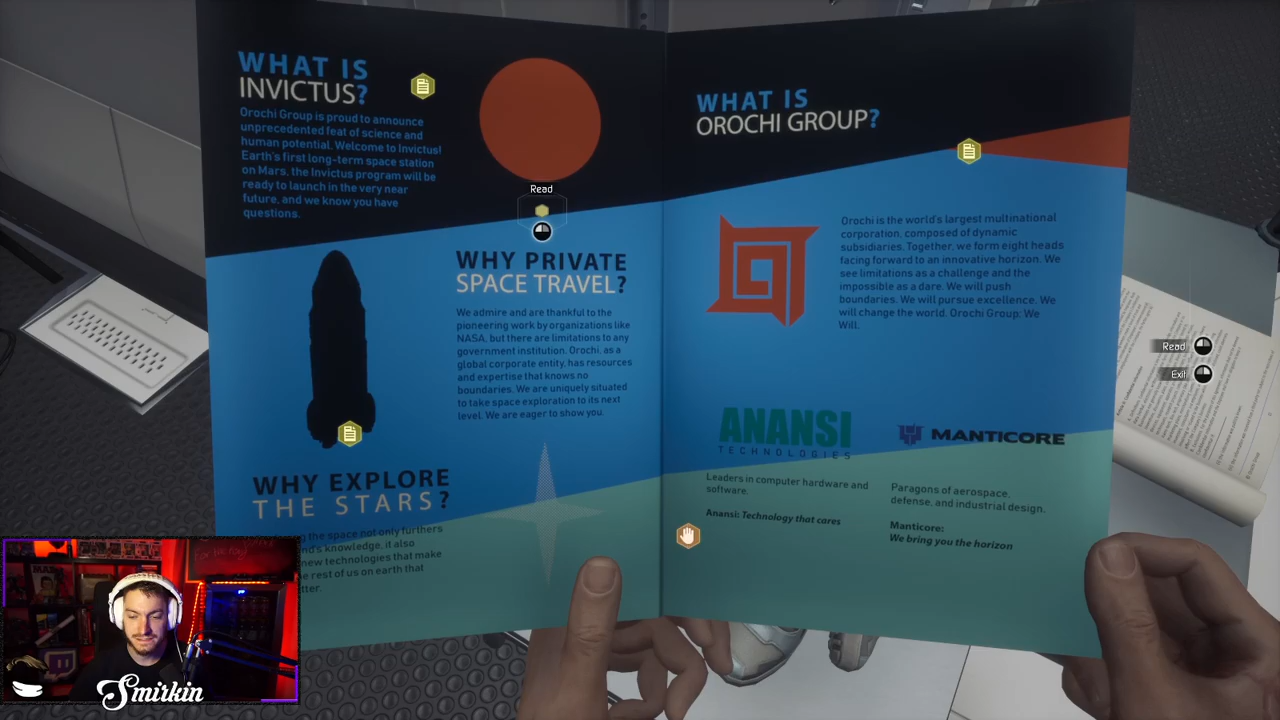 WHAT IS
INVICTUS?
Orochi Group is proud to announce
unprecedented feat of science and
human potential. Welcome to Invictus!
Earth's first long-term space station
on Mars, the Invictus program will be
ready to launch in the very near
future, and we know you have
questions.
Read
WHY PRIVATE
SPACE TRAVEL?
We admire and are thankful to the
pioneering work by organizations like
NASA, but there are limitations to any
government institution. Orochi, as a
global corporate entity, has resources
and expertise that knows no
boundaries. We are uniquely situated
to take space exploration to its next
level. We are eager to show you.
WHY EXPLORE
THE STARS?
the space not only furthers
knowledge, it also
new technologies that make
rest of us on earth that
WHAT IS
OROCHI GROUP?
Orochi is the world's largest multinational
corporation, composed of dynamic
subsidiaries. Together, we form eight heads
facing forward to an innovative horizon. We
see limitations as a challenge and the
impossible as a dare. We will push
boundaries. We will pursue excellence. We
will change the world. Orochi Group: We
Will.
ANANSI
TECHNOLOGIES
Leaders in computer hardware and
software.
Anansi: Technology that cares
MANTICORE
Paragons of aerospace,
defense, and industrial design.
Manticore:
We bring you the horizon
Read
Exit
Smirkin